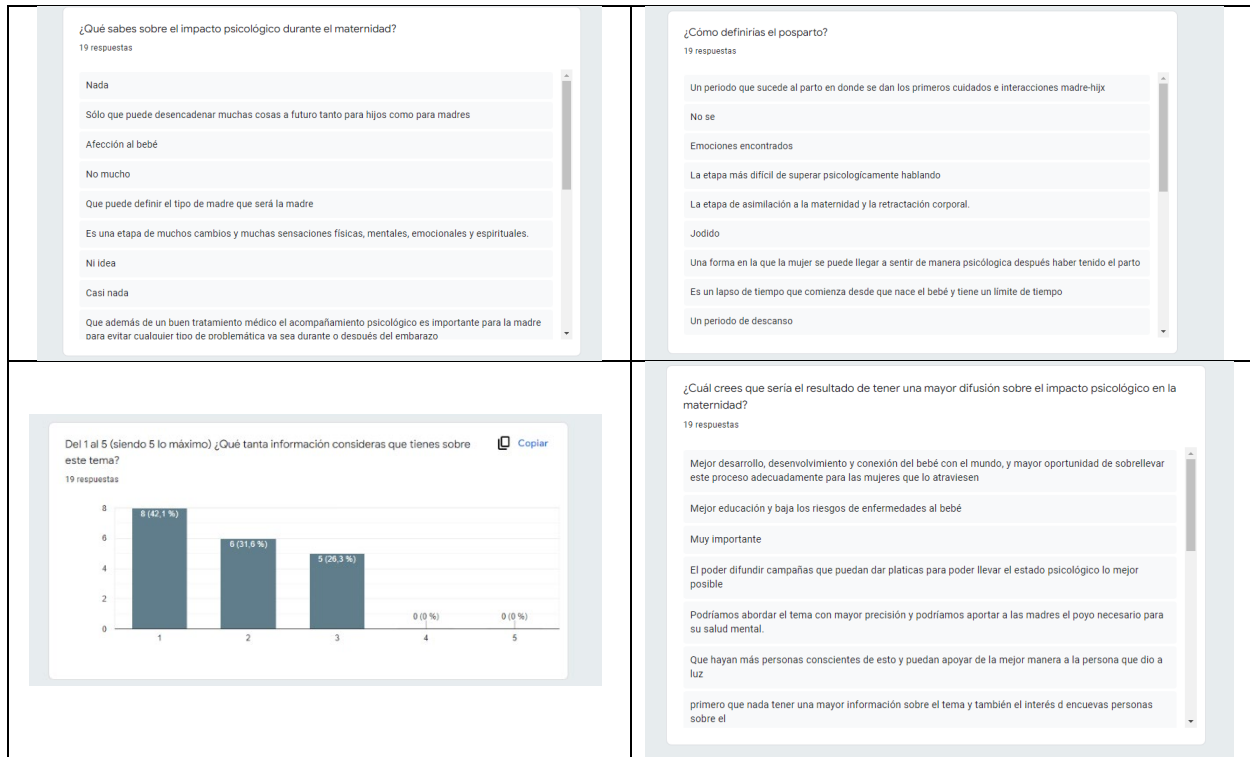 ¿Qué sabes sobre el impacto psicológico durante el maternidad?
19 respuestas
Nada
Sólo que puede desencadenar muchas cosas a futuro tanto para hijos como para madres
Afección al bebé
No mucho
Que puede definir el tipo de madre que será la madre
Es una etapa de muchos cambios y muchas sensaciones físicas, mentales, emocionales y espirituales.
Ni idea
Casi nada
Que además de un buen tratamiento médico el acompañamiento psicológico es importante para la madre
para evitar cualquier tipo de problemática ya sea durante o después del embarazo
¿Cómo definirías el posparto?
19 respuestas
Un periodo que sucede al parto en donde se dan los primeros cuidados e interacciones madre-hijx
No se
Emociones encontrados
La etapa más difícil de superar psicologícamente hablando
La etapa de asimilación a la maternidad y la retractación corporal.
Jodido
Una forma en la que la mujer se puede llegar a sentir de manera psicólogica después haber tenido el parto
Es un lapso de tiempo que comienza desde que nace el bebé y tiene un límite de tiempo
Un periodo de descanso
Del 1 al 5 (siendo 5 lo máximo) ¿Qué tanta información consideras que tienes sobre
este tema?
Copiar
19 respuestas
8
6
4
2
0
8 (42,1 %)
6 (31,6 %)
5 (26,3 %)
0 (0 %)
0 (0 %)
1
2
3
4
5
¿Cuál crees que sería el resultado de tener una mayor difusión sobre el impacto psicológico en la
maternidad?
19 respuestas
Mejor desarrollo, desenvolvimiento y conexión del bebé con el mundo, y mayor oportunidad de sobrellevar
este proceso adecuadamente para las mujeres que lo atraviesen
Mejor educación y baja los riesgos de enfermedades al bebé
Muy importante
El poder difundir campañas que puedan dar platicas para poder llevar el estado psicológico lo mejor
posible
Podríamos abordar el tema con mayor precisión y podríamos aportar a las madres el poyo necesario para
su salud mental.
Que hayan más personas conscientes de esto y puedan apoyar de la mejor manera a la persona que dio a
luz
primero que nada tener una mayor información sobre el tema y también el interés d encuevas personas
sobre el